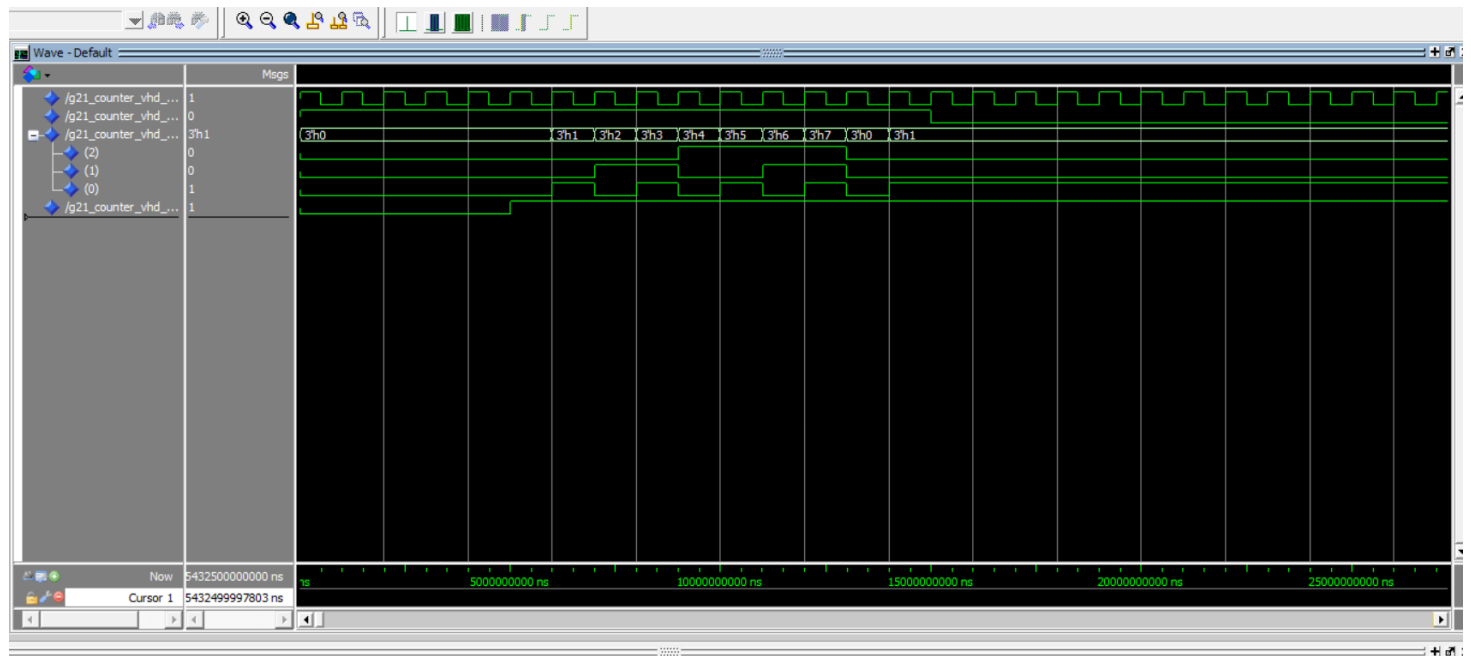 Wave - Default
Msgs
/g21_counter_vhd_... 1
/g21_counter_vhd_... 0
/g21_counter_vhd_... 3'h1 3'h0 3'h1 3'h2 3'h3 3'h4 3'h5 3'h6 3'h7 3'h0 3'h1
(2) 0
(1) 0
(0) 1
/g21_counter_vhd_... 1
Now 5432500000000 ns ns 5000000000 ns 10000000000 ns 15000000000 ns 20000000000 ns 25000000000 ns
Cursor 1 5432499997803 ns